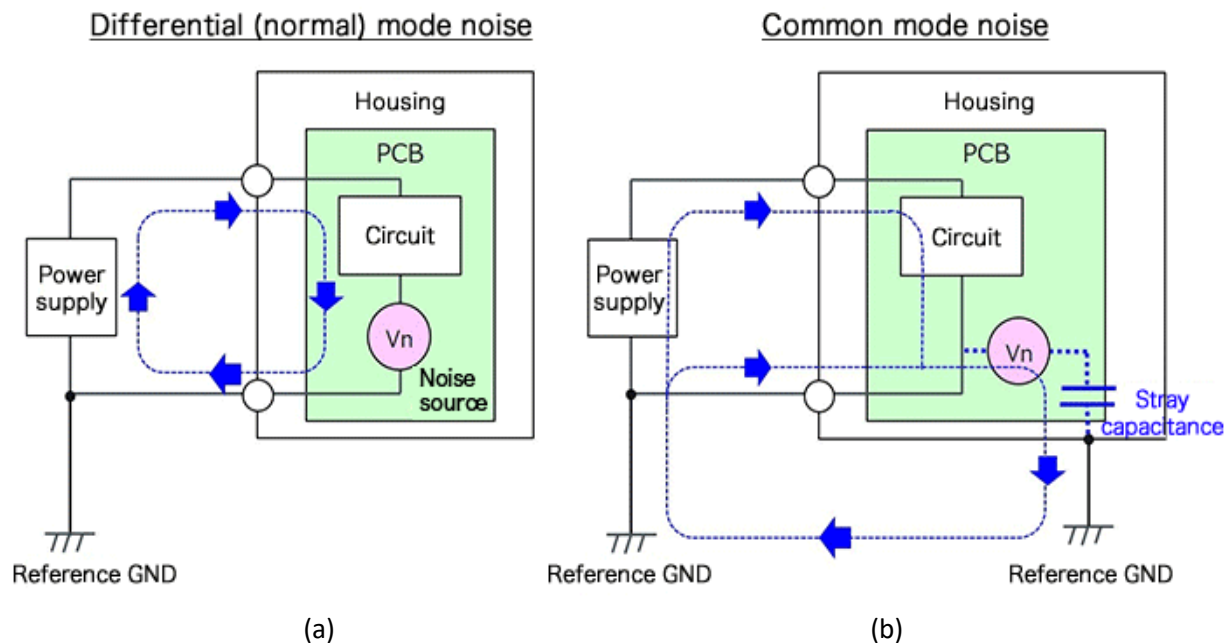 Differential (normal) mode noise
Housing
PCB
Circuit
Power
supply
Vn
Noise
source
Reference GND
(a)
Common mode noise
Housing
PCB
Circuit
Power
supply
Vn
Stray
capacitance
Reference GND
Reference GND
(b)